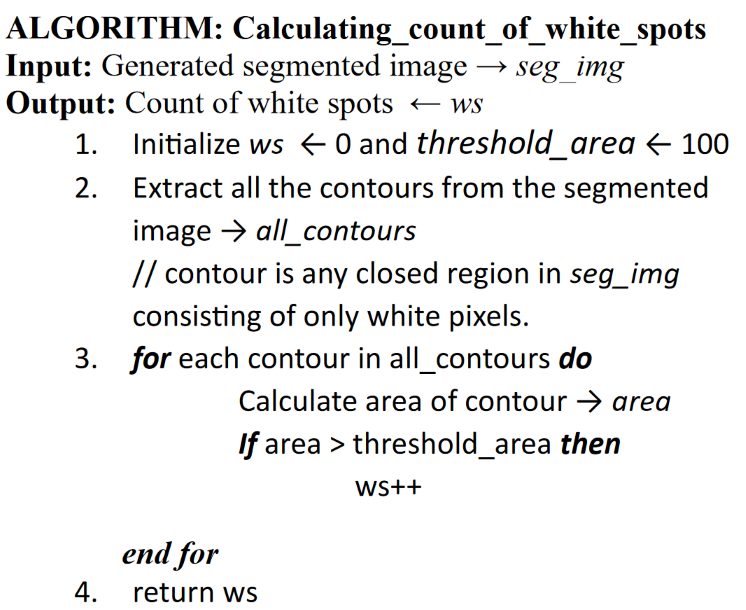 ALGORITHM: Calculating_count_of_white_spots
Input: Generated segmented image → seg_img
Output: Count of white spots ← ws
1. Initialize ws ← 0 and threshold_area ← 100
2. Extract all the contours from the segmented
image → all_contours
// contour is any closed region in seg_img
consisting of only white pixels.
3. for each contour in all_contours do
Calculate area of contour → area
If area > threshold_area then
ws++
end for
4. return ws